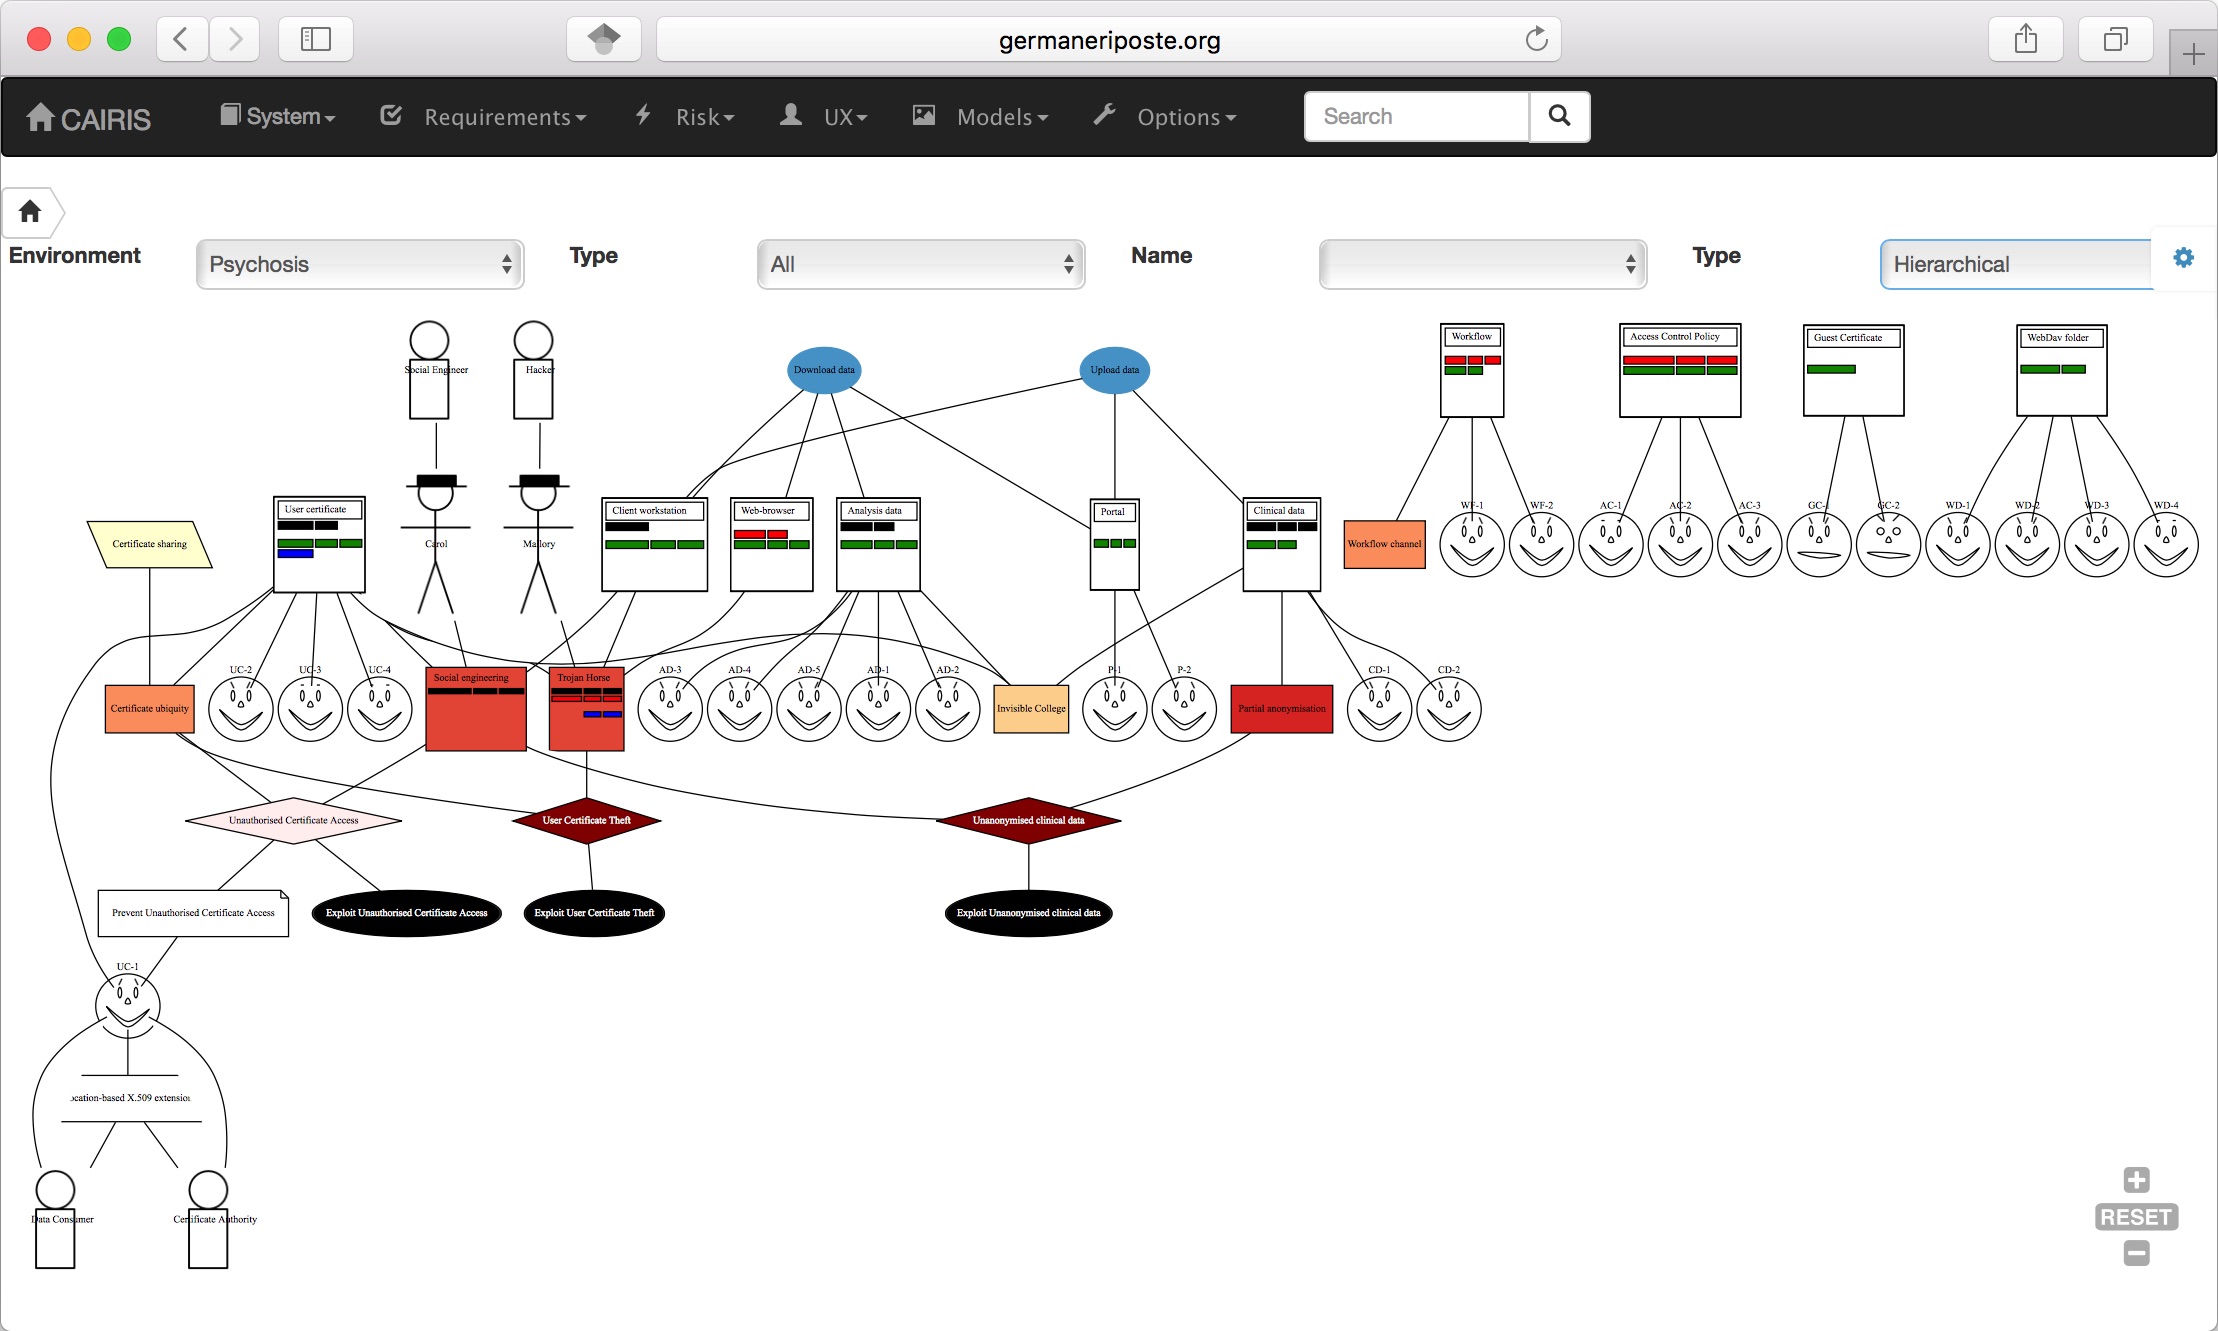 germaneriposte.org
CAIRIS
System
Requirements
Risk
UX
Models
Options
Search
Environment
Psychosis
Type
All
Name
Type
Hierarchical
Social Engineer
Hacker
Download data
Upload data
Workflow
Access Control Policy
Guest Certificate
WebDav folder
Certificate sharing
User certificate
Carol
Mallory
Client workstation
Web-browser
Analysis data
Portal
Clinical data
Workflow channel
WF-1
WF-2
AC-1
AC-2
AC-3
GC-1
GC-2
WD-1
WD-2
WD-3
WD-4
Certificate ubiquity
UC-2
UC-3
UC-4
Social engineering
Trojan Horse
AD-3
AD-4
AD-5
AD-1
AD-2
Invisible College
P-1
P-2
Partial anonymisation
CD-1
CD-2
Unauthorised Certificate Access
User Certificate Theft
Unanonymised clinical data
Prevent Unauthorised Certificate Access
Exploit Unauthorised Certificate Access
Exploit User Certificate Theft
Exploit Unanonymised clinical data
UC-1
ocation-based X.509 extension
Data Consumer
Certificate Authority
RESET